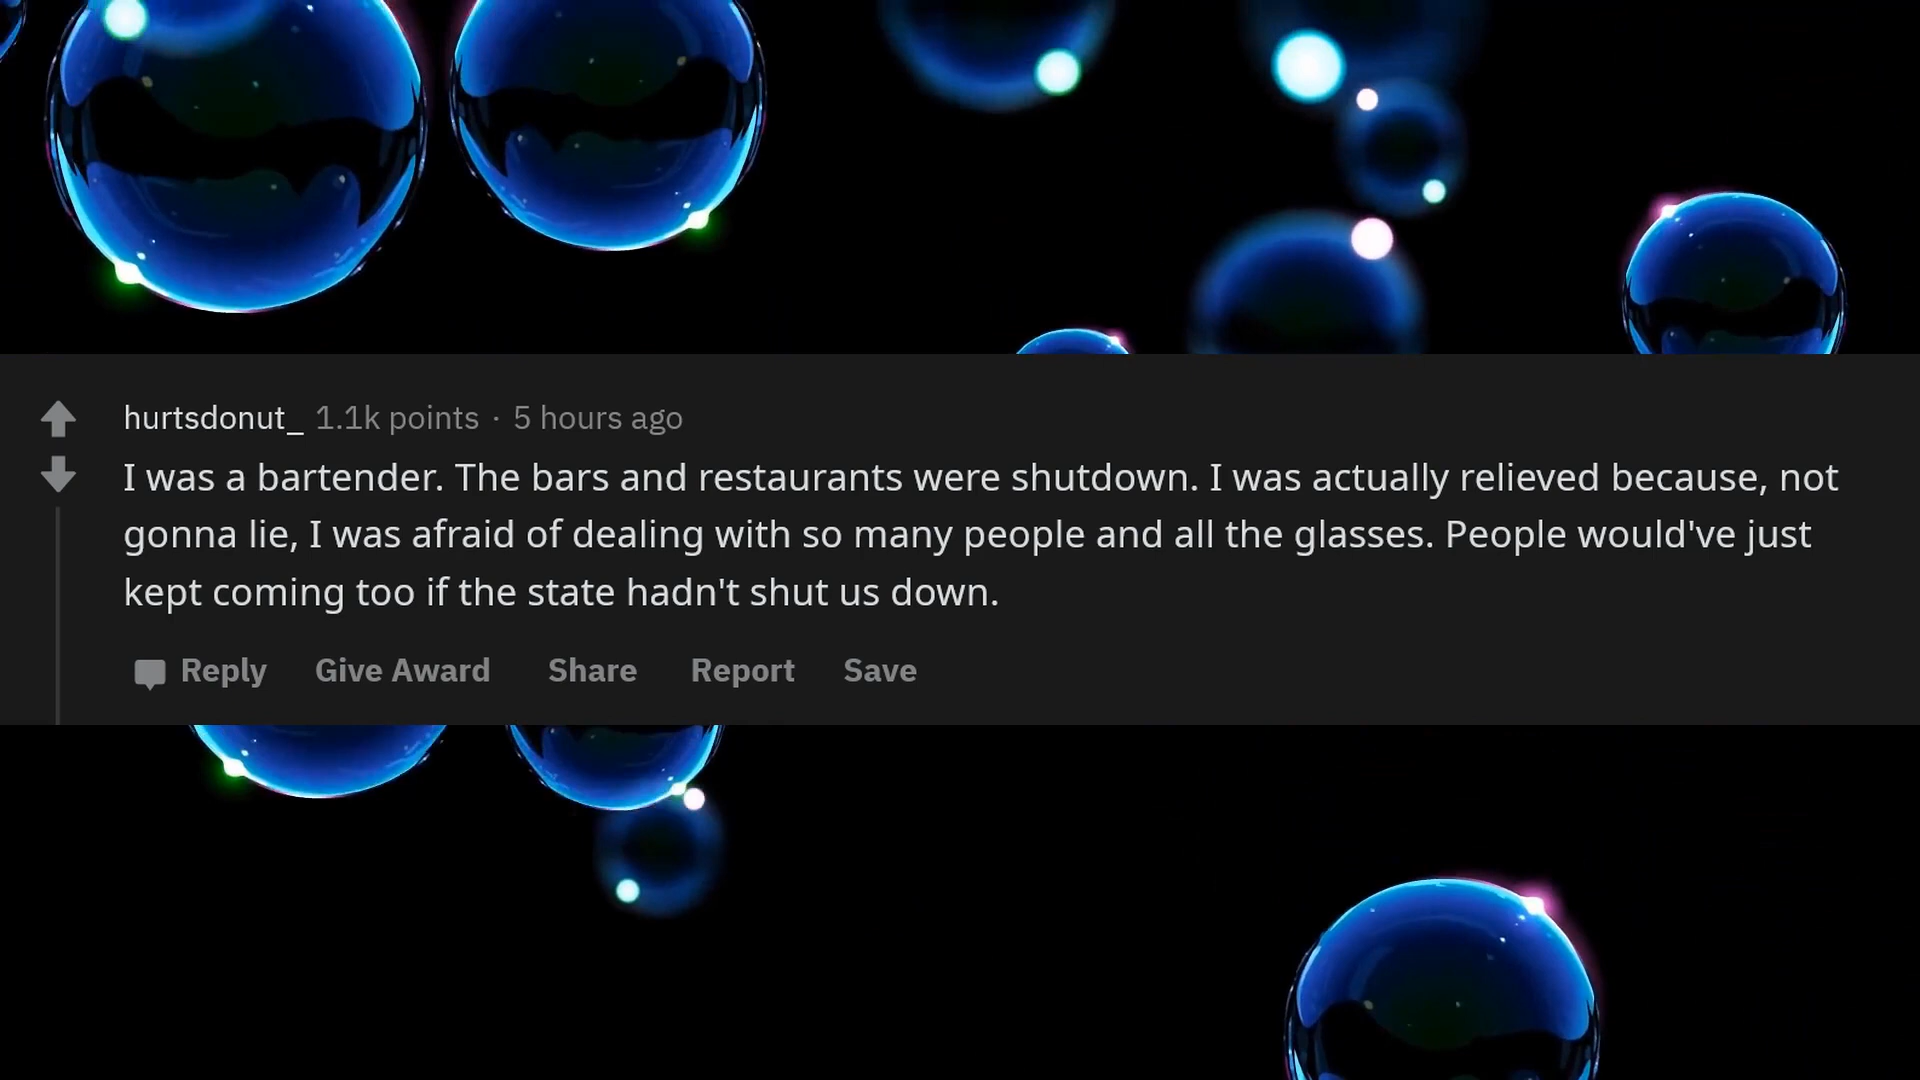 hurtsdonut_ 1.1k points · 5 hours ago
I was a bartender. The bars and restaurants were shutdown. I was actually relieved because, not
gonna lie, I was afraid of dealing with so many people and all the glasses. People would've just
kept coming too if the state hadn't shut us down.
Reply Give Award Share Report Save